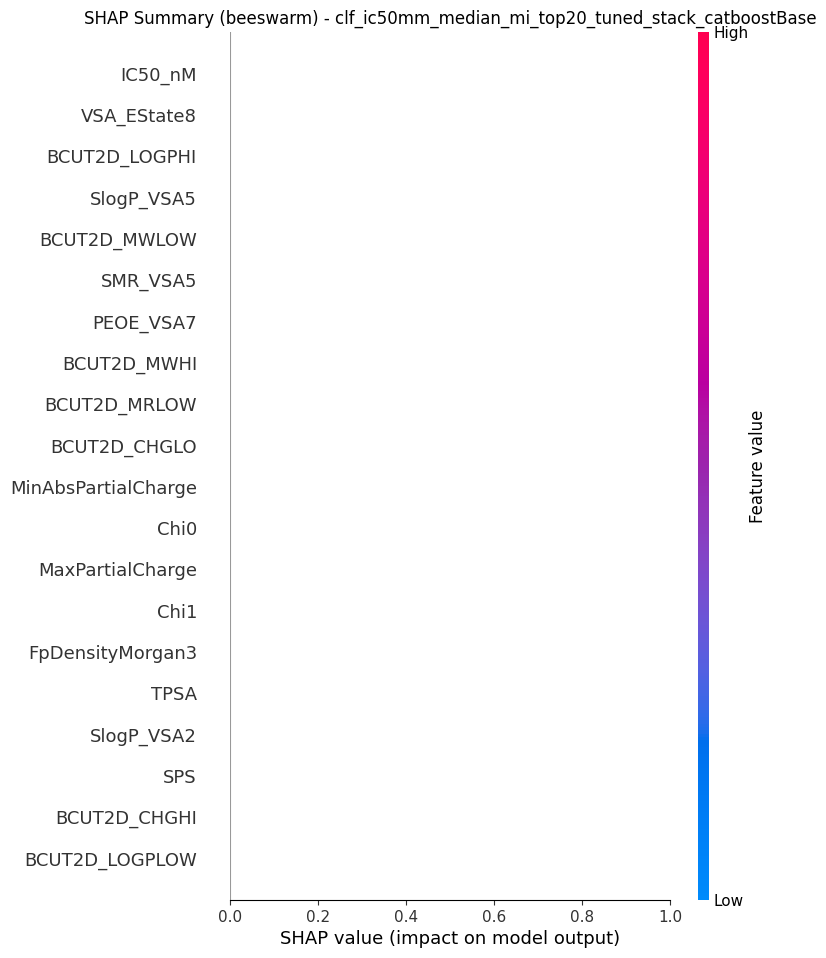 SHAP Summary (beeswarm) - clf_ic50mm_median_mi_top20_tuned_stack_catboostBase
High
IC50_nM
VSA_EState8
BCUT2D_LOGPHI
SlogP_VSA5
BCUT2D_MWLOW
SMR_VSA5
PEOE_VSA7
BCUT2D_MWHI
BCUT2D_MRLOW
BCUT2D_CHGLO
MinAbsPartialCharge
Chi0
MaxPartialCharge
Chi1
FpDensityMorgan3
TPSA
SlogP_VSA2
SPS
BCUT2D_CHGHI
BCUT2D_LOGPLOW
Feature value
Low
0.0 0.2 0.4 0.6 0.8 1.0
SHAP value (impact on model output)